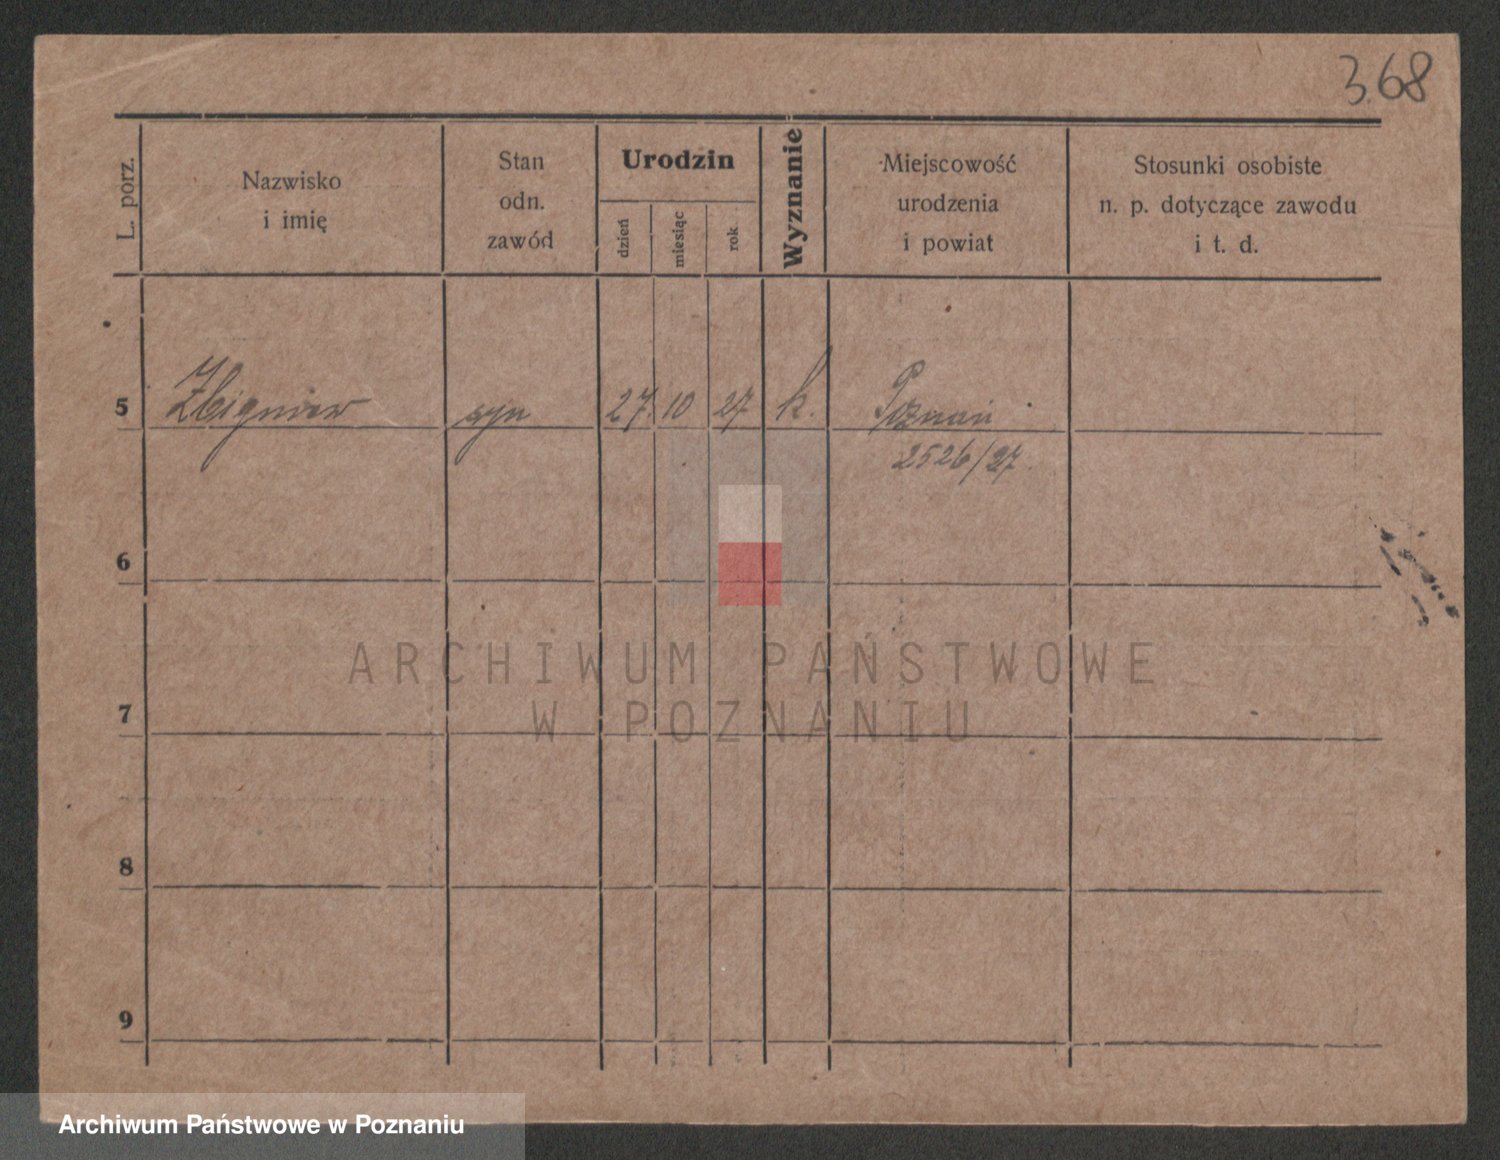 368
L. porz.
Nazwisko
i imię
Stan
odn.
zawód
Urodzin
dzień
miesiąc
rok
Wyznanie
Miejscowość
urodzenia
i powiat
Stosunki osobiste
n. p. dotyczące zawodu
i t. d.
5 Zbigniew syn 27. 10 27 k. Poznań
2526/27.
6
7
8
9
ARCHIWUM PAŃSTWOWE
W POZNANIU
Archiwum Państwowe w Poznaniu